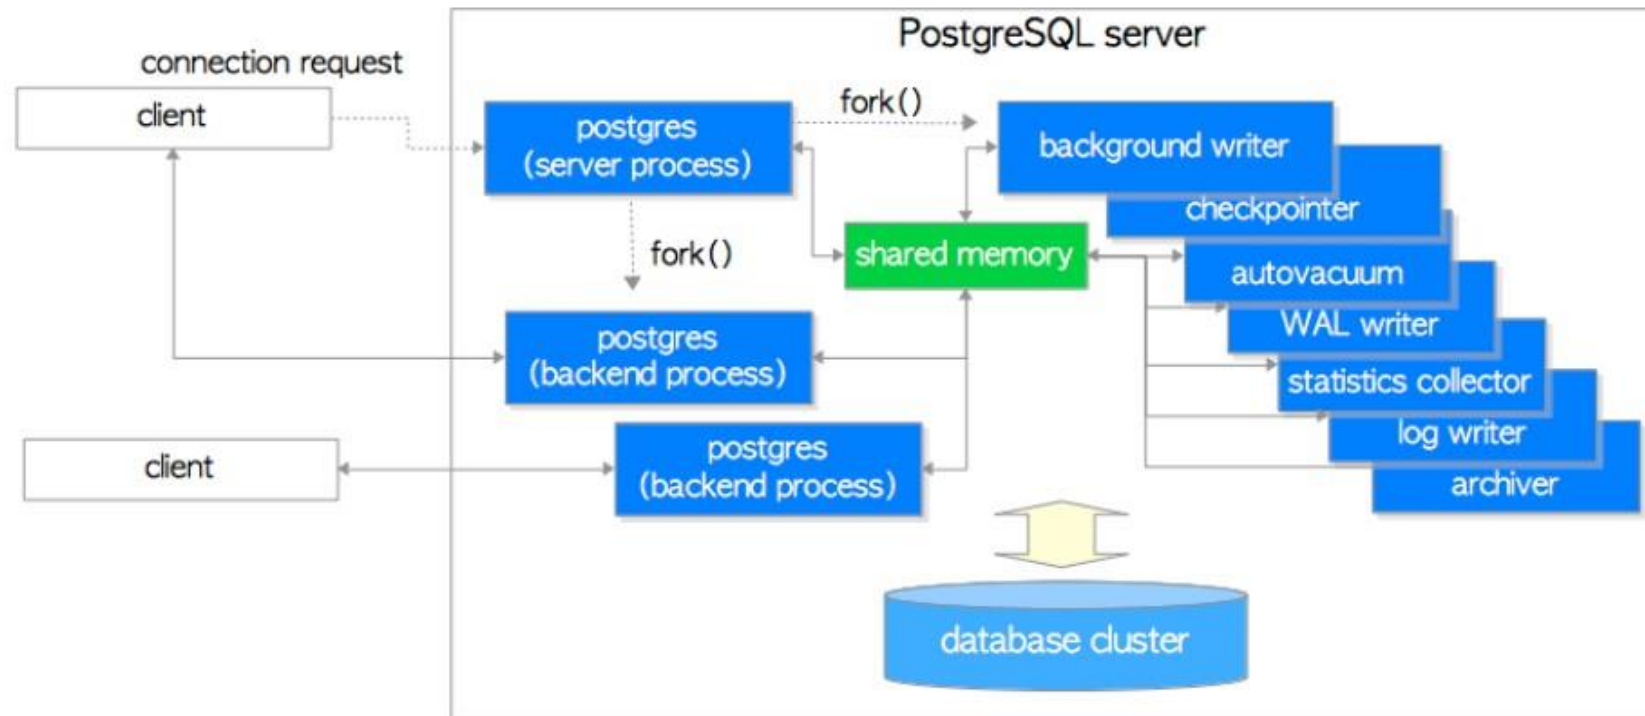 PostgreSQL server
connection request
client
postgres
(server process)
fork()
background writer
checkpointer
fork()
shared memory
autovacuum
WAL writer
postgres
(backend process)
statistics collector
log writer
client
postgres
(backend process)
archiver
database cluster